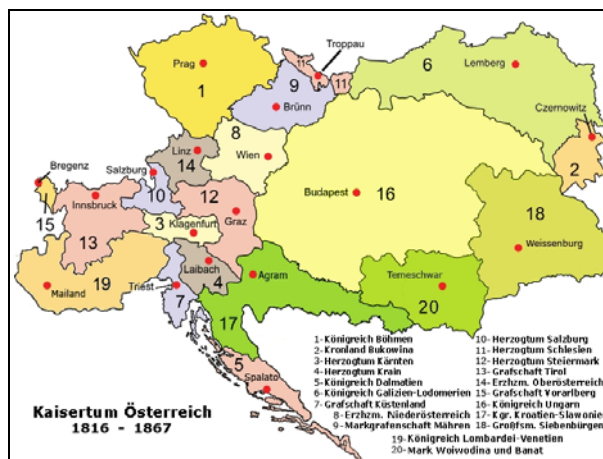 Troppau
11
Prag
6
Lemberg
1
9
11
Brünn
Czernowitz
8
Linz
Wien
2
Bregenz
Salzburg
14
Budapest
16
10
12
18
15
Innsbruck
3
Klagenfurt
Graz
13
Weissenburg
19
Laibach
Agram
Temeschwar
Mailand
Triest
4
7
20
17
5
Spalato
Kaisertum Österreich
1816 - 1867
1-Königreich Böhmen
2-Kronland Bukowina
3-Herzogtum Kärnten
4-Herzogtum Krain
5-Königreich Dalmatien
6-Königreich Galizien-Lodomerien
7-Grafschaft Küstenland
8-Erzhzm. Niederösterreich
9-Markgrafenschaft Mähren
10-Herzogtum Salzburg
11-Herzogtum Schlesien
12-Herzogtum Steiermark
13-Grafschaft Tirol
14-Erzhzm. Oberösterreich
15-Grafschaft Vorarlberg
16-Königreich Ungarn
17-Kgr. Kroatien-Slawonien
18-Großfsm. Siebenbürgen
19-Königreich Lombardei-Venetien
20-Mark Woiwodina und Banat